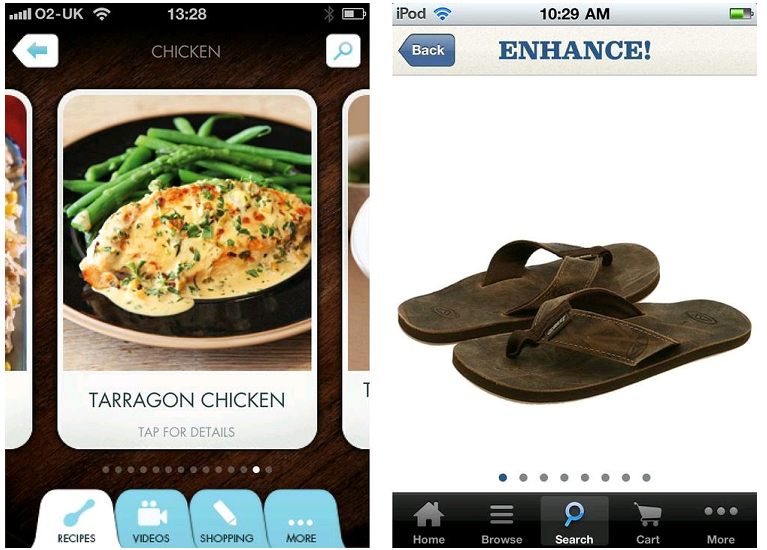 O2-UK 13:28
CHICKEN
TARRAGON CHICKEN
TAP FOR DETAILS
T
RECIPES VIDEOS SHOPPING MORE
iPod 10:29 AM
Back ENHANCE!
Home Browse Search Cart More